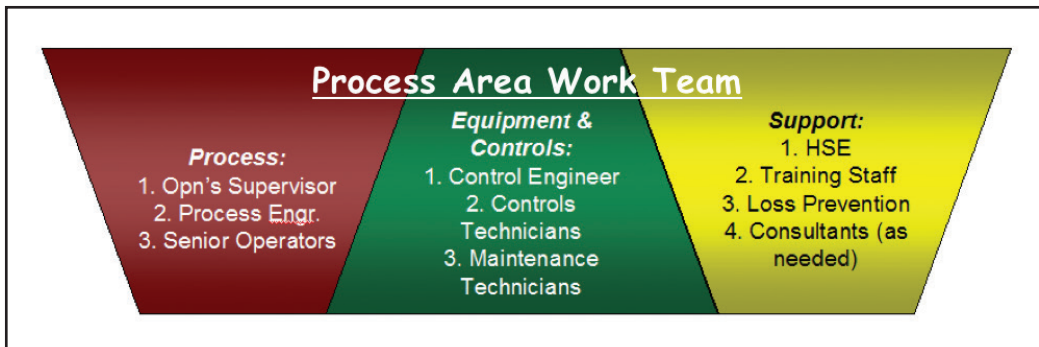 Process Area Work Team
Process:
1. Opn's Supervisor
2. Process Engr.
3. Senior Operators
Equipment &
Controls:
1. Control Engineer
2. Controls
Technicians
3. Maintenance
Technicians
Support:
1. HSE
2. Training Staff
3. Loss Prevention
4. Consultants (as
needed)